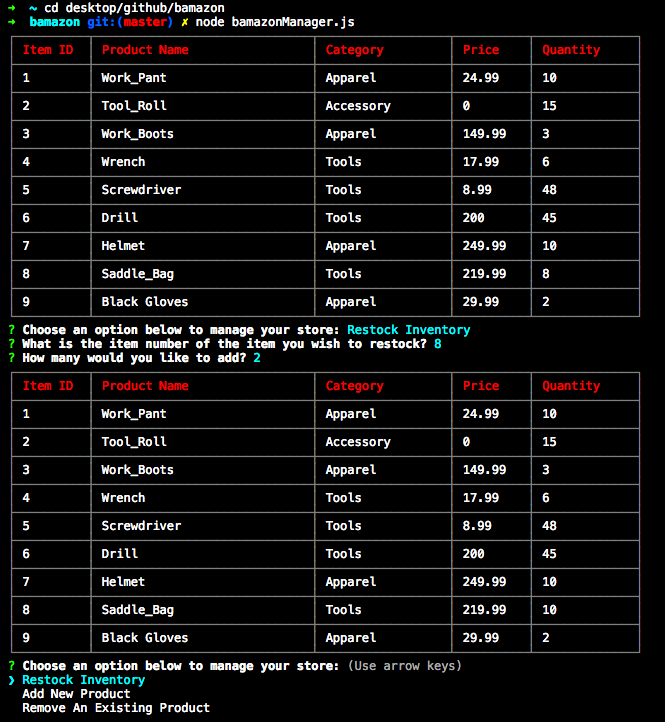 ➜  ~ cd desktop/github/bamazon
➜  bamazon git:(master) ✗ node bamazonManager.js
Item ID Product Name Category Price Quantity
1 Work_Pant Apparel 24.99 10
2 Tool_Roll Accessory 0 15
3 Work_Boots Apparel 149.99 3
4 Wrench Tools 17.99 6
5 Screwdriver Tools 8.99 48
6 Drill Tools 200 45
7 Helmet Apparel 249.99 10
8 Saddle_Bag Tools 219.99 8
9 Black Gloves Apparel 29.99 2
? Choose an option below to manage your store: Restock Inventory
? What is the item number of the item you wish to restock? 8
? How many would you like to add? 2
Item ID Product Name Category Price Quantity
1 Work_Pant Apparel 24.99 10
2 Tool_Roll Accessory 0 15
3 Work_Boots Apparel 149.99 3
4 Wrench Tools 17.99 6
5 Screwdriver Tools 8.99 48
6 Drill Tools 200 45
7 Helmet Apparel 249.99 10
8 Saddle_Bag Tools 219.99 10
9 Black Gloves Apparel 29.99 2
? Choose an option below to manage your store: (Use arrow keys)
❯ Restock Inventory
Add New Product
Remove An Existing Product